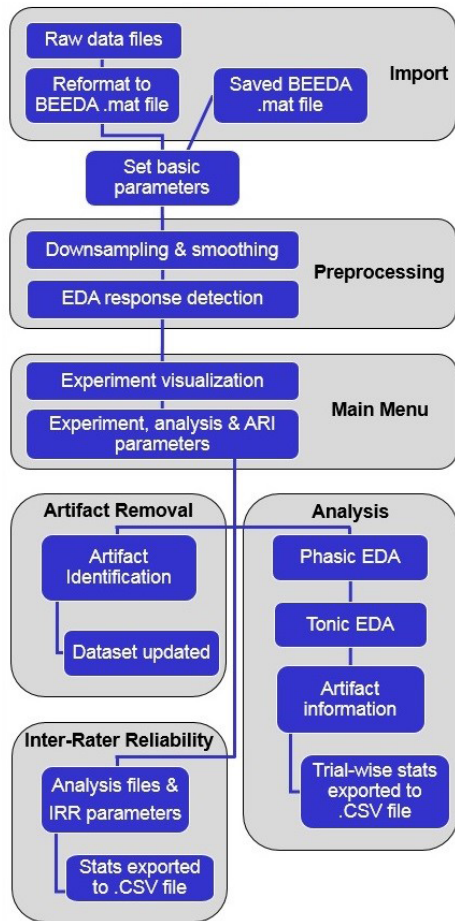 Raw data files
Reformat to
BEEDA .mat file
Saved BEEDA
.mat file
Import
Set basic
parameters
Downsampling & smoothing
EDA response detection
Preprocessing
Experiment visualization
Experiment, analysis & ARI
parameters
Main Menu
Artifact Removal
Artifact
Identification
Dataset updated
Analysis
Phasic EDA
Tonic EDA
Artifact
information
Trial-wise stats
exported to
.CSV file
Inter-Rater Reliability
Analysis files &
IRR parameters
Stats exported
to .CSV file